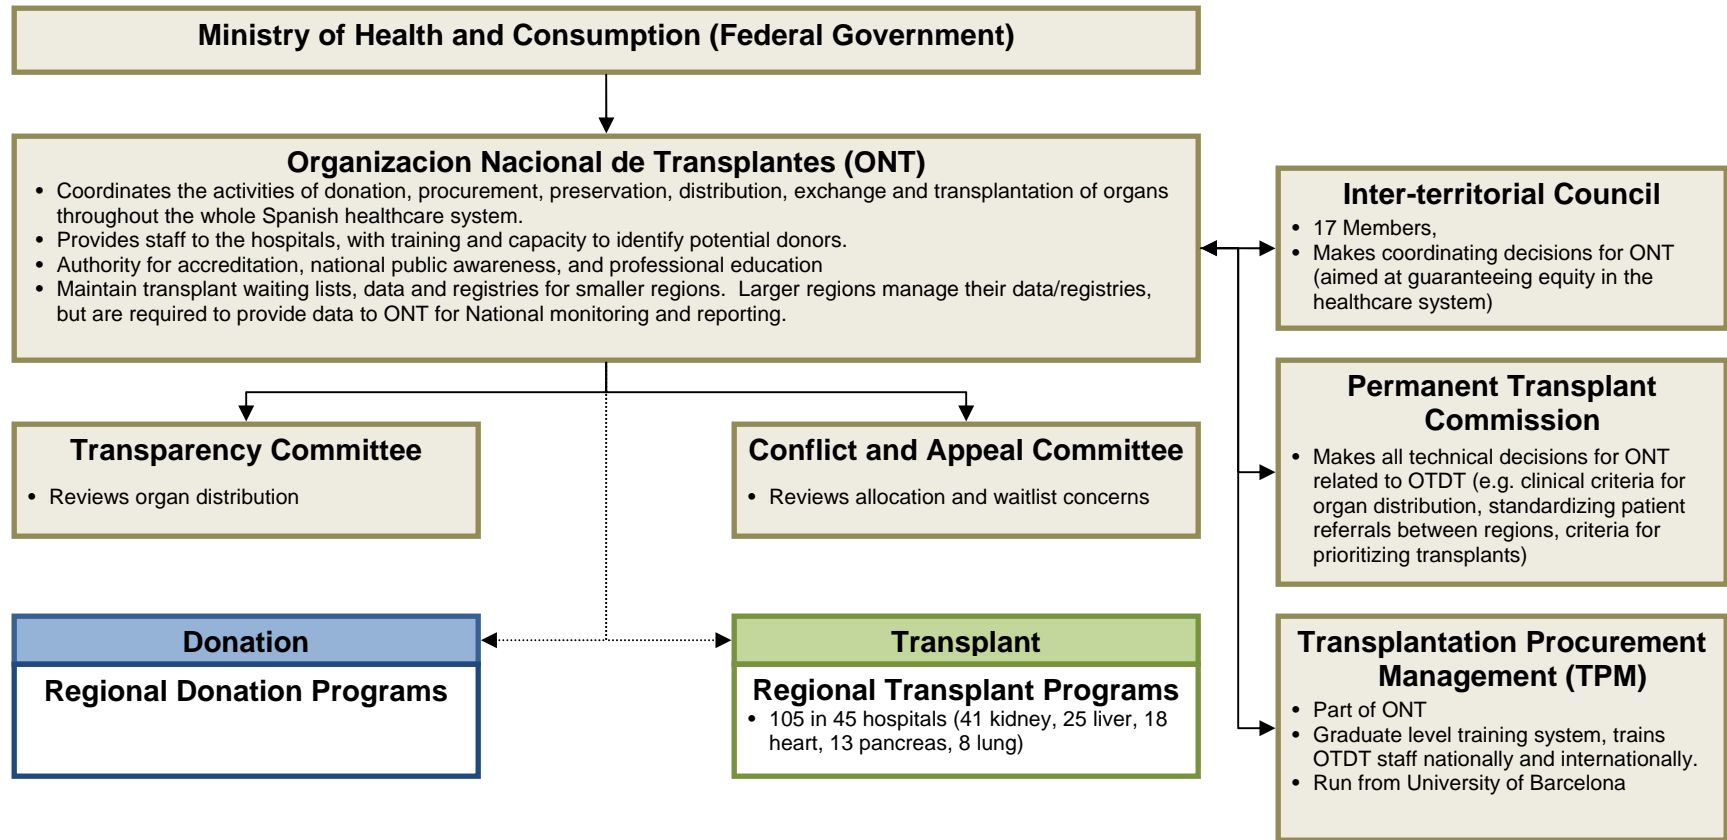 Ministry of Health and Consumption (Federal Government)
Organizacion Nacional de Transplantes (ONT)
• Coordinates the activities of donation, procurement, preservation, distribution, exchange and transplantation of organs
throughout the whole Spanish healthcare system.
• Provides staff to the hospitals, with training and capacity to identify potential donors.
• Authority for accreditation, national public awareness, and professional education
• Maintain transplant waiting lists, data and registries for smaller regions.  Larger regions manage their data/registries,
but are required to provide data to ONT for National monitoring and reporting.
Inter-territorial Council
• 17 Members,
• Makes coordinating decisions for ONT
(aimed at guaranteeing equity in the
healthcare system)
Permanent Transplant
Commission
• Makes all technical decisions for ONT
related to OTDT (e.g. clinical criteria for
organ distribution, standardizing patient
referrals between regions, criteria for
prioritizing transplants)
Transparency Committee
• Reviews organ distribution
Conflict and Appeal Committee
• Reviews allocation and waitlist concerns
Donation
Regional Donation Programs
Transplant
Regional Transplant Programs
• 105 in 45 hospitals (41 kidney, 25 liver, 18
heart, 13 pancreas, 8 lung)
Transplantation Procurement
Management (TPM)
• Part of ONT
• Graduate level training system, trains
OTDT staff nationally and internationally.
• Run from University of Barcelona